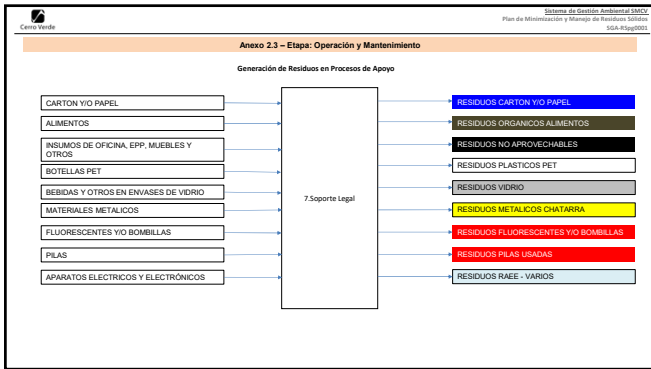 Sistema de Gestión Ambiental SMCV
Plan de Minimización y Manejo de Residuos Sólidos
SGA-RSpg0001
Cerro Verde
Anexo 2.3 – Etapa: Operación y Mantenimiento
Generación de Residuos en Procesos de Apoyo
CARTON Y/O PAPEL
ALIMENTOS
INSUMOS DE OFICINA, EPP, MUEBLES Y
OTROS
BOTELLAS PET
BEBIDAS Y OTROS EN ENVASES DE VIDRIO
MATERIALES METALICOS
FLUORESCENTES Y/O BOMBILLAS
PILAS
APARATOS ELECTRICOS Y ELECTRÓNICOS
7.Soporte Legal
RESIDUOS CARTON Y/O PAPEL
RESIDUOS ORGANICOS ALIMENTOS
RESIDUOS NO APROVECHABLES
RESIDUOS PLASTICOS PET
RESIDUOS VIDRIO
RESIDUOS METALICOS CHATARRA
RESIDUOS FLUORESCENTES Y/O BOMBILLAS
RESIDUOS PILAS USADAS
RESIDUOS RAEE - VARIOS